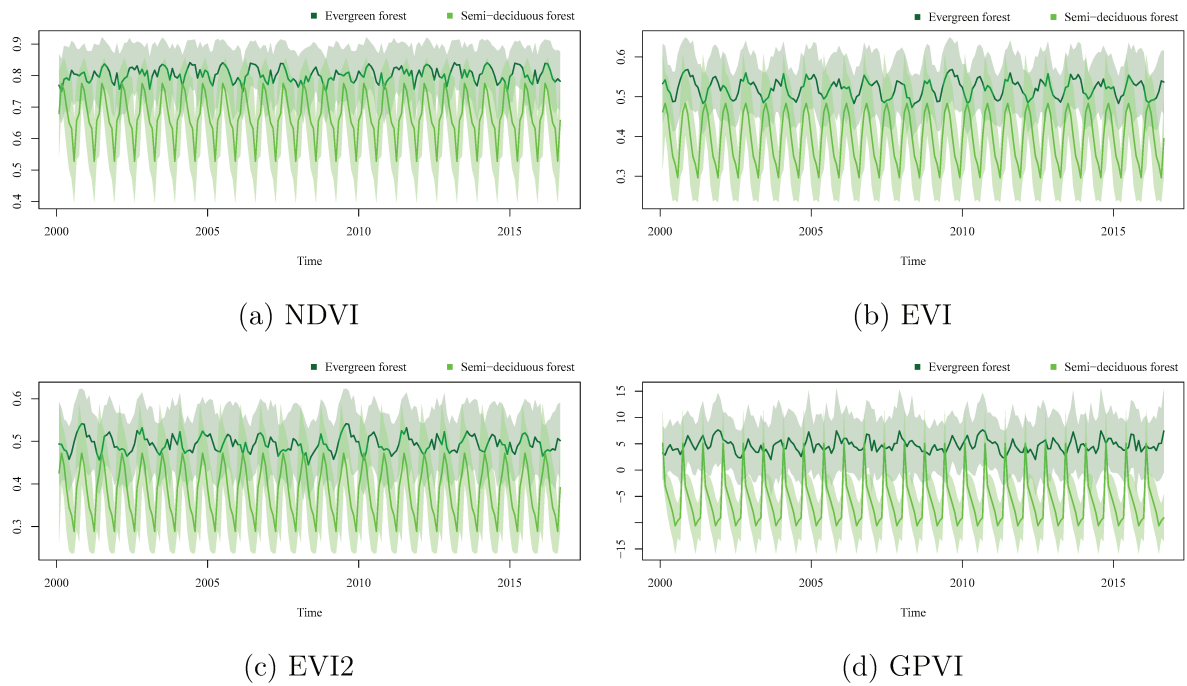 Evergreen forest Semi−deciduous forest
0.9
0.8
0.7
0.6
0.5
0.4
2000 2005 2010 2015
Time
(a) NDVI
Evergreen forest Semi−deciduous forest
0.6
0.5
0.4
0.3
2000 2005 2010 2015
Time
(b) EVI
Evergreen forest Semi−deciduous forest
0.6
0.5
0.4
0.3
2000 2005 2010 2015
Time
(c) EVI2
Evergreen forest Semi−deciduous forest
15
10
5
0
−5
−15
2000 2005 2010 2015
Time
(d) GPVI